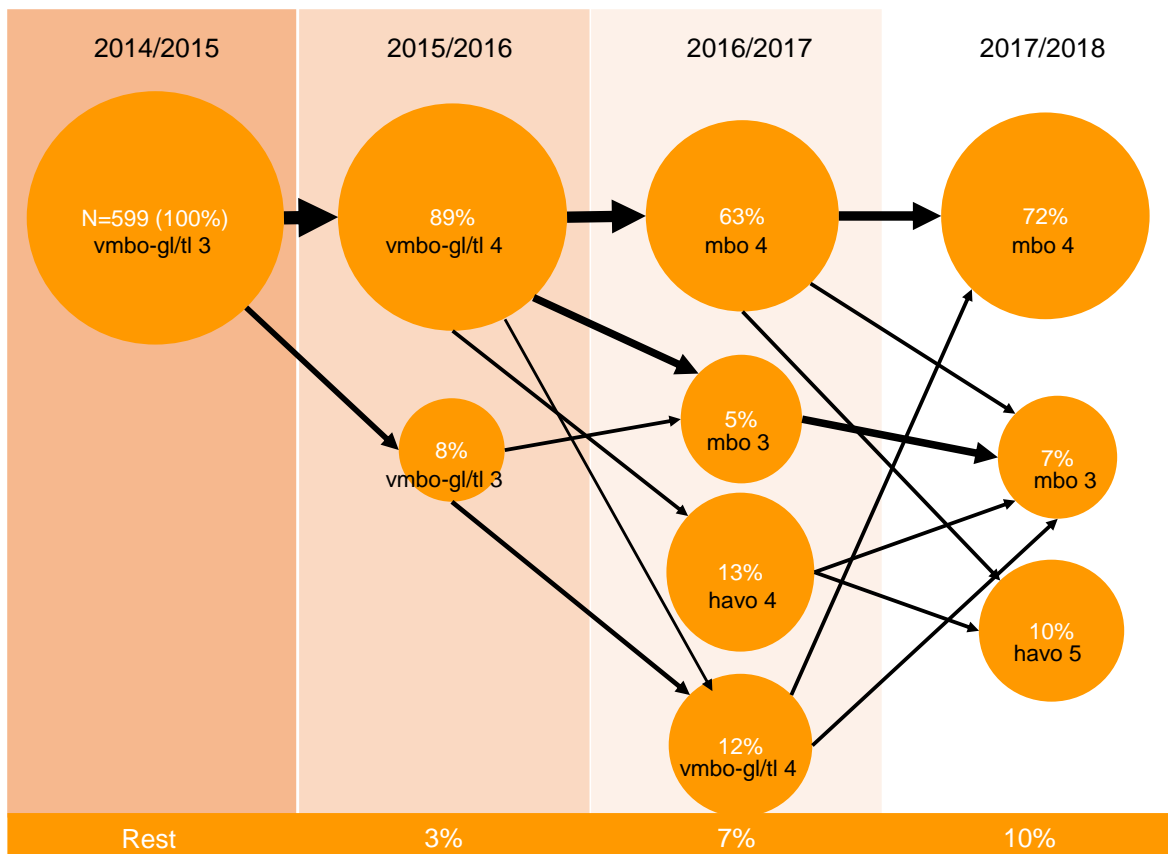 2014/2015
2015/2016
2016/2017
2017/2018
N=599 (100%)
vmbo-gl/tl 3
89%
vmbo-gl/tl 4
63%
mbo 4
72%
mbo 4
8%
vmbo-gl/tl 3
5%
mbo 3
7%
mbo 3
13%
havo 4
10%
havo 5
12%
vmbo-gl/tl 4
Rest
3%
7%
10%